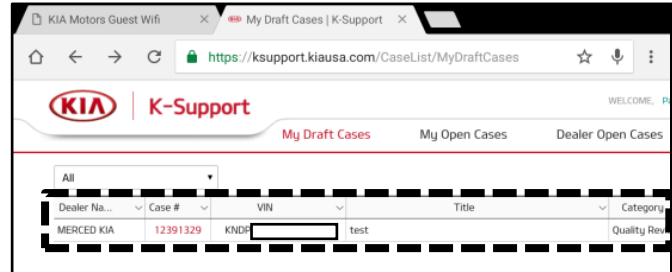 KIA Motors Guest Wifi
My Draft Cases | K-Support
https://ksupport.kiausa.com/CaseList/MyDraftCases
KIA K-Support
WELCOME,
My Draft Cases My Open Cases Dealer Open Cases
All
Dealer Na... Case # VIN Title Category
MERCED KIA 12391329 KNDP test Quality Rev